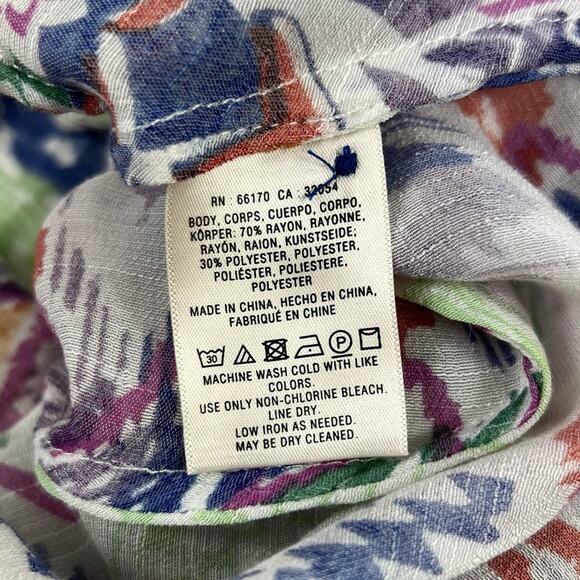 RN : 66170 CA : 32054
BODY, CORPS, CUERPO, CORPO,
KÖRPER: 70% RAYON, RAYONNE,
RAYÓN, RAION, KUNSTSEIDE;
30% POLYESTER, POLYESTER,
POLIÉSTER, POLIESTERE,
POLYESTER
MADE IN CHINA, HECHO EN CHINA,
FABRIQUÉ EN CHINE
30 P
MACHINE WASH COLD WITH LIKE
COLORS.
USE ONLY NON-CHLORINE BLEACH.
LINE DRY.
LOW IRON AS NEEDED.
MAY BE DRY CLEANED.